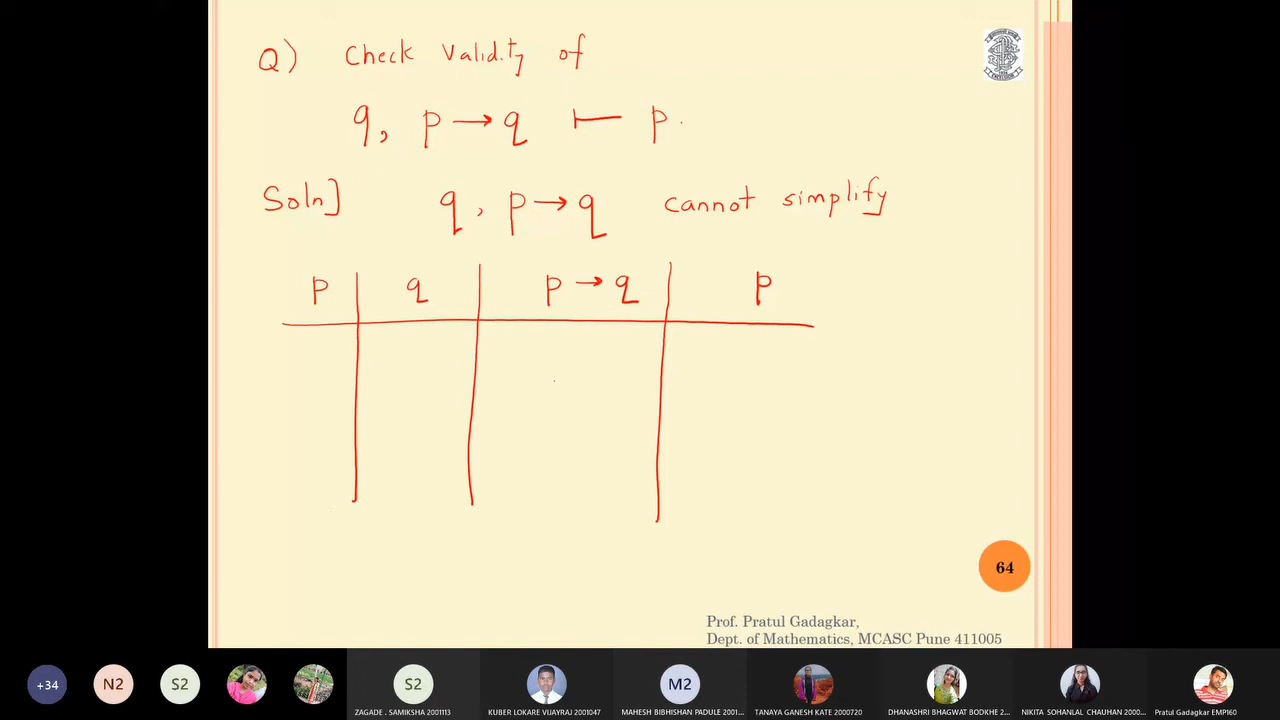 Q) Check Validity of
q, p → q ⊢ p.
Soln] q, p → q cannot simplify
p q p → q p
64
Prof. Pratul Gadagkar,
Dept. of Mathematics, MCASC Pune 411005
+34 N2 S2 S2 M2
ZAGADE . SAMIKSHA 2001113 KUBER LOKARE VIJAYRAJ 2001047 MAHESH BIBHISHAN PADULE 2001... TANAYA GANESH KATE 2000720 DHANASHRI BHAGWAT BODKHE 2... NIKITA SOHANLAL CHAUHAN 2000... Pratul Gadagkar EMP160